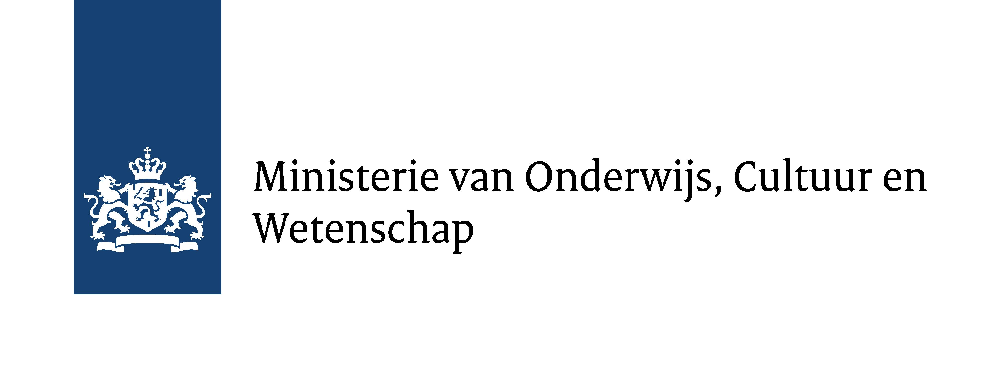 Ministerie van Onderwijs, Cultuur en
Wetenschap